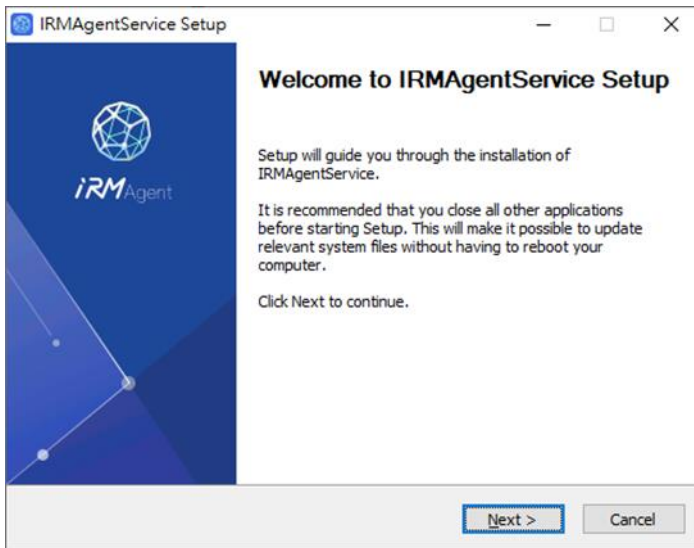 IRMAgentService Setup
Welcome to IRMAgentService Setup
iRMAgent
Setup will guide you through the installation of
IRMAgentService.
It is recommended that you close all other applications
before starting Setup. This will make it possible to update
relevant system files without having to reboot your
computer.
Click Next to continue.
Next >
Cancel